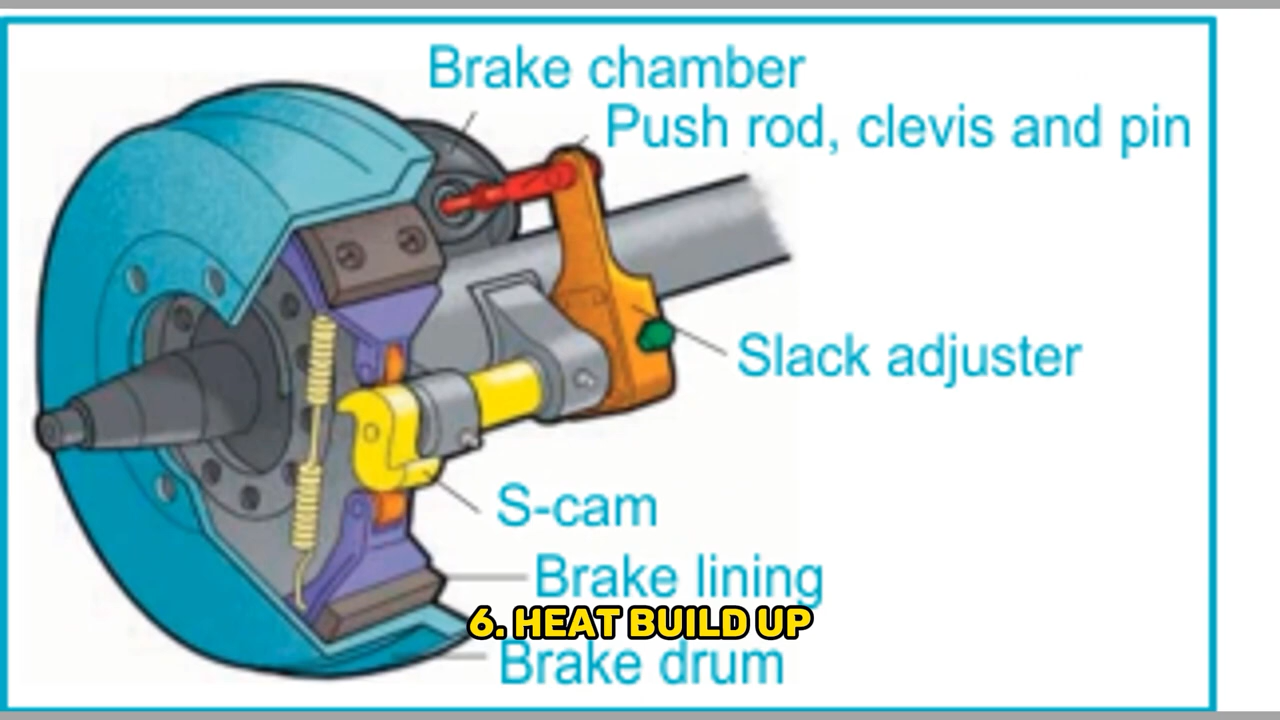 Brake chamber
Push rod, clevis and pin
Slack adjuster
S-cam
Brake lining
6. HEAT BUILD UP
Brake drum